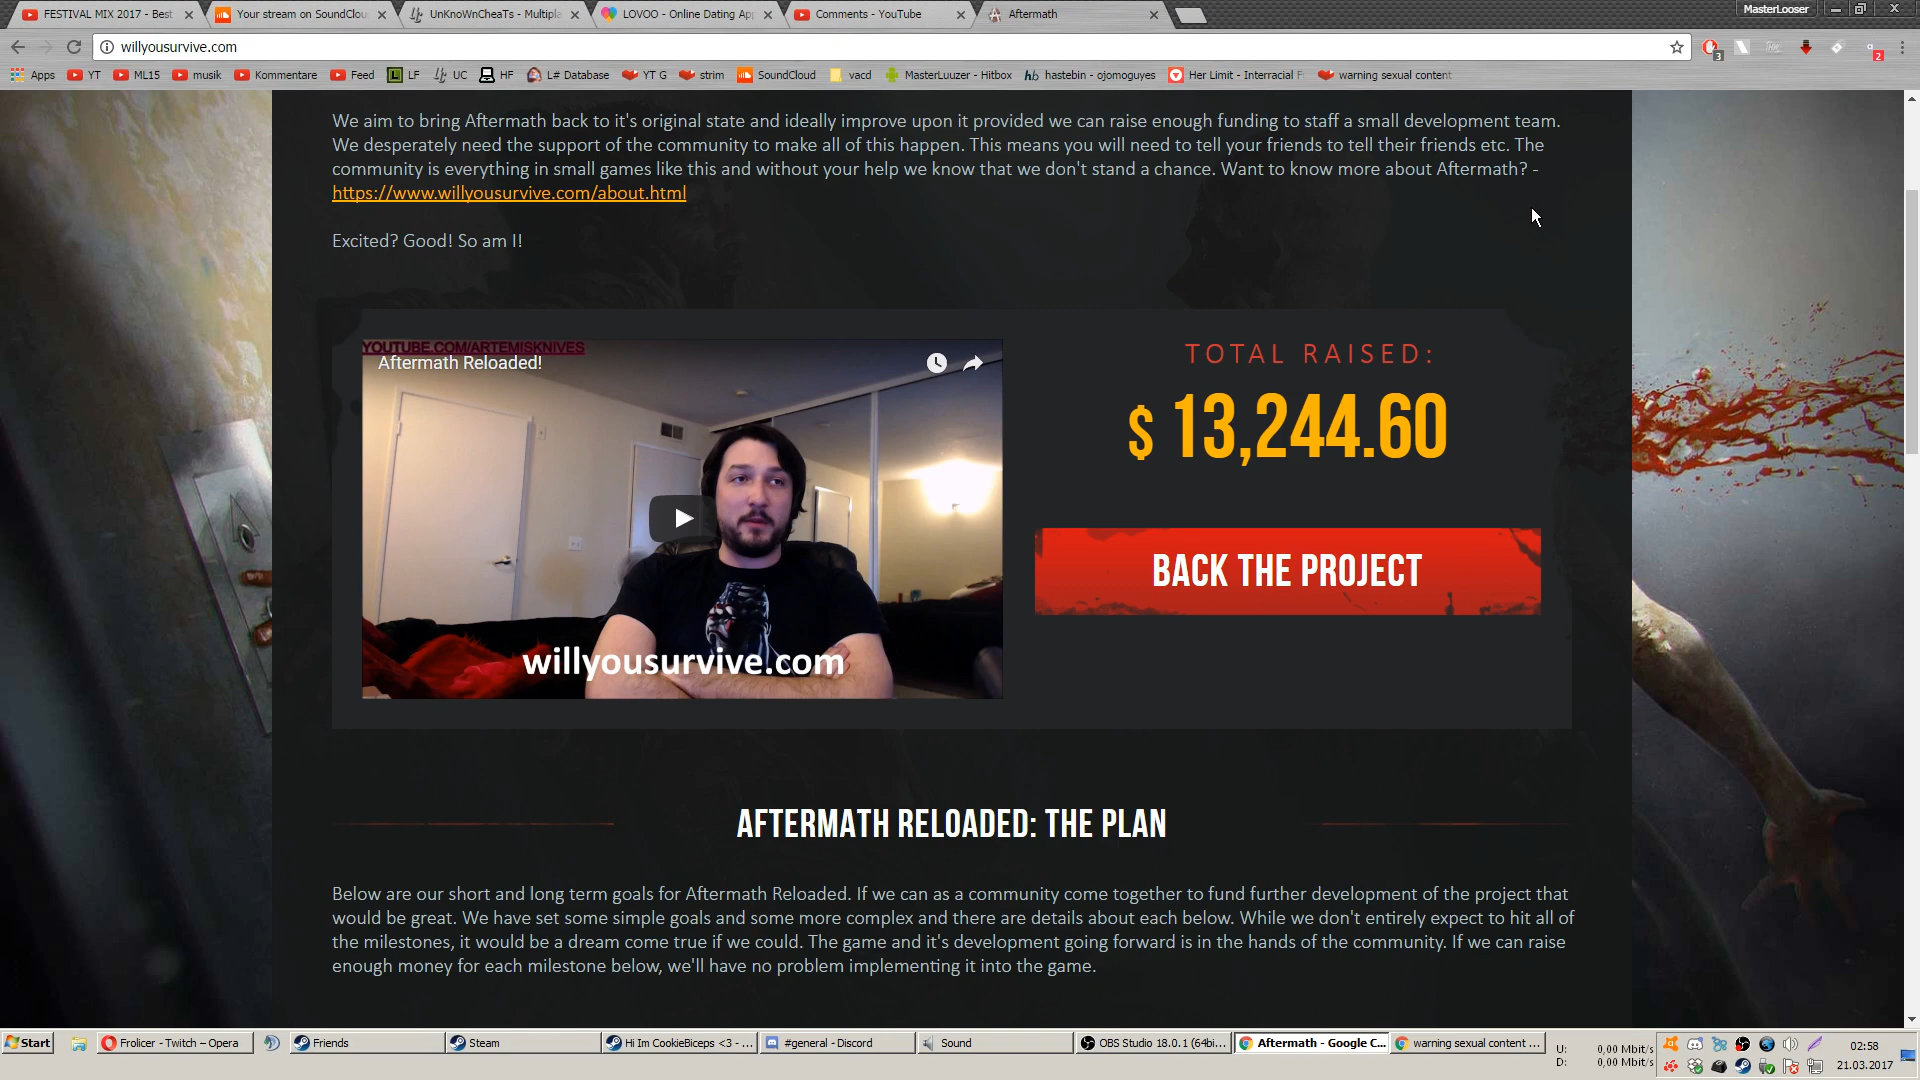 FESTIVAL MIX 2017 - Best
Your stream on SoundClou
UnKnoWnCheaTs - Multipla
LOVOO - Online Dating Ap
Comments - YouTube
Aftermath
MasterLooser
willyousurvive.com
3
2
Apps
YT
ML15
musik
Kommentare
Feed
LF
UC
HF
L# Database
YT G
strim
SoundCloud
vacd
MasterLuuzer - Hitbox
hb hastebin - ojomoguyes
Her Limit - Interracial F
warning sexual content
We aim to bring Aftermath back to it's original state and ideally improve upon it provided we can raise enough funding to staff a small development team.
We desperately need the support of the community to make all of this happen. This means you will need to tell your friends to tell their friends etc. The
community is everything in small games like this and without your help we know that we don't stand a chance. Want to know more about Aftermath? -
https://www.willyousurvive.com/about.html
Excited? Good! So am I!
YOUTUBE.COM/ARTEMISKNIVES
Aftermath Reloaded!
willyousurvive.com
TOTAL RAISED:
$ 13,244.60
BACK THE PROJECT
AFTERMATH RELOADED: THE PLAN
Below are our short and long term goals for Aftermath Reloaded. If we can as a community come together to fund further development of the project that
would be great. We have set some simple goals and some more complex and there are details about each below. While we don't entirely expect to hit all of
the milestones, it would be a dream come true if we could. The game and it's development going forward is in the hands of the community. If we can raise
enough money for each milestone below, we'll have no problem implementing it into the game.
Start
Frolicer - Twitch – Opera
Friends
Steam
Hi Im CookieBiceps <3 - ...
#general - Discord
Sound
OBS Studio 18.0.1 (64bi...
Aftermath - Google C...
warning sexual content ...
U: 0,00 Mbit/s
D: 0,00 Mbit/s
02:58
21.03.2017